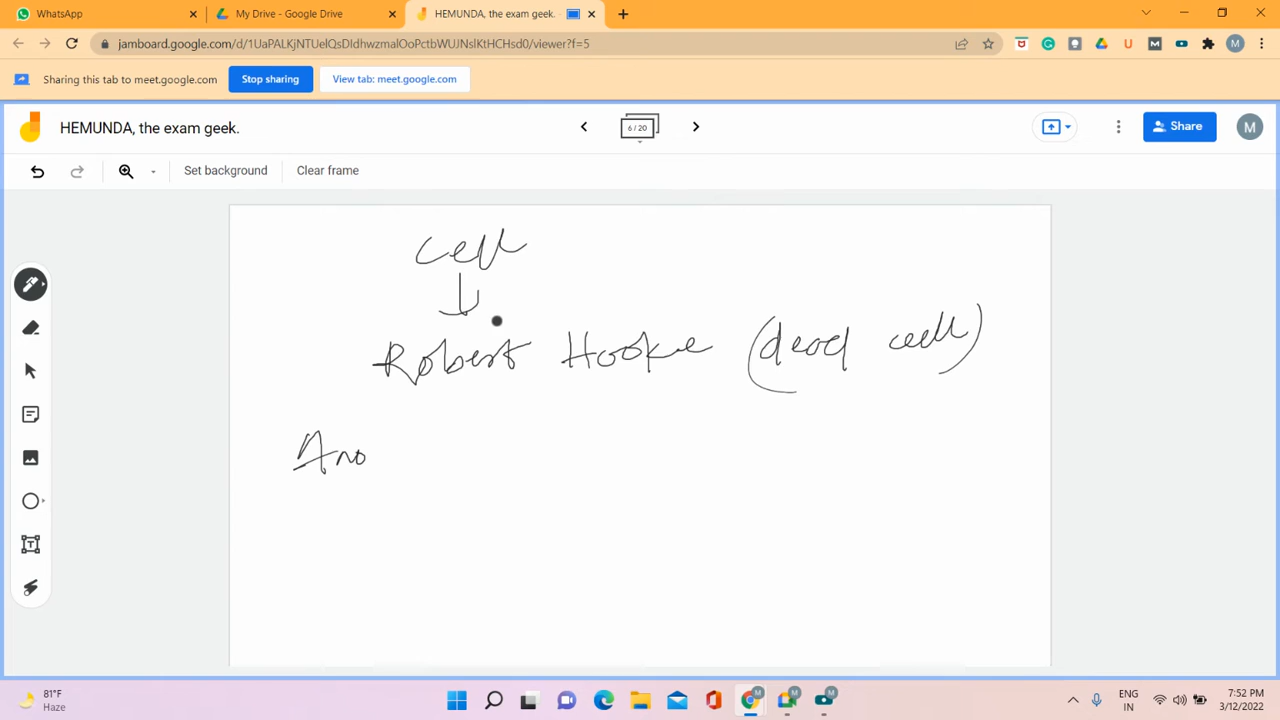 WhatsApp
My Drive - Google Drive
HEMUNDA, the exam geek.
jamboard.google.com/d/1UaPALKjNTUelQsDIdhwzmalOoPctbWUJNsIKtHCHsd0/viewer?f=5
Sharing this tab to meet.google.com
Stop sharing
View tab: meet.google.com
HEMUNDA, the exam geek.
6 / 20
Share
M
Set background
Clear frame
Cell
Robert Hooke (dead cell)
Ano
81°F
Haze
ENG
IN
7:52 PM
3/12/2022